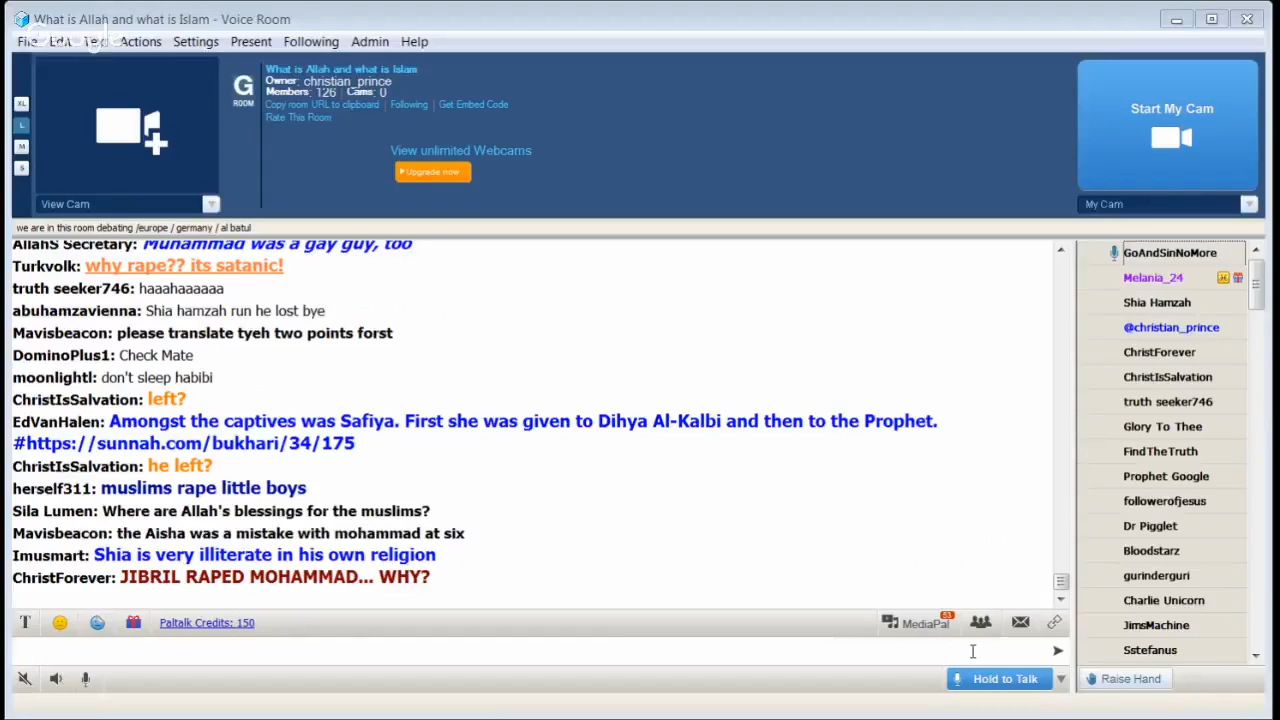 What is Allah and what is Islam - Voice Room
Google
File Edit Text Actions Settings Present Following Admin Help
XL
L
M
S
View Cam
G
ROOM
What is Allah and what is Islam
Owner: christian_prince
Members: 126 Cams: 0
Copy room URL to clipboard | Following | Get Embed Code
Rate This Room
View unlimited Webcams
Upgrade now
Start My Cam
My Cam
we are in this room debating /europe / germany / al batul
AllahS Secretary: Muhammad was a gay guy, too
Turkvolk: why rape?? its satanic!
truth seeker746: haaahaaaaaa
abuhamzavienna: Shia hamzah run he lost bye
Mavisbeacon: please translate tyeh two points forst
DominoPlus1: Check Mate
moonlightl: don't sleep habibi
ChristIsSalvation: left?
EdVanHalen: Amongst the captives was Safiya. First she was given to Dihya Al-Kalbi and then to the Prophet.
#https://sunnah.com/bukhari/34/175
ChristIsSalvation: he left?
herself311: muslims rape little boys
Sila Lumen: Where are Allah's blessings for the muslims?
Mavisbeacon: the Aisha was a mistake with mohammad at six
Imusmart: Shia is very illiterate in his own religion
ChristForever: JIBRIL RAPED MOHAMMAD... WHY?
GoAndSinNoMore
Melania_24
Shia Hamzah
@christian_prince
ChristForever
ChristIsSalvation
truth seeker746
Glory To Thee
FindTheTruth
Prophet Google
followerofjesus
Dr Pigglet
Bloodstarz
gurinderguri
Charlie Unicorn
JimsMachine
Sstefanus
T
Paltalk Credits: 150
MediaPal
53
Hold to Talk
Raise Hand